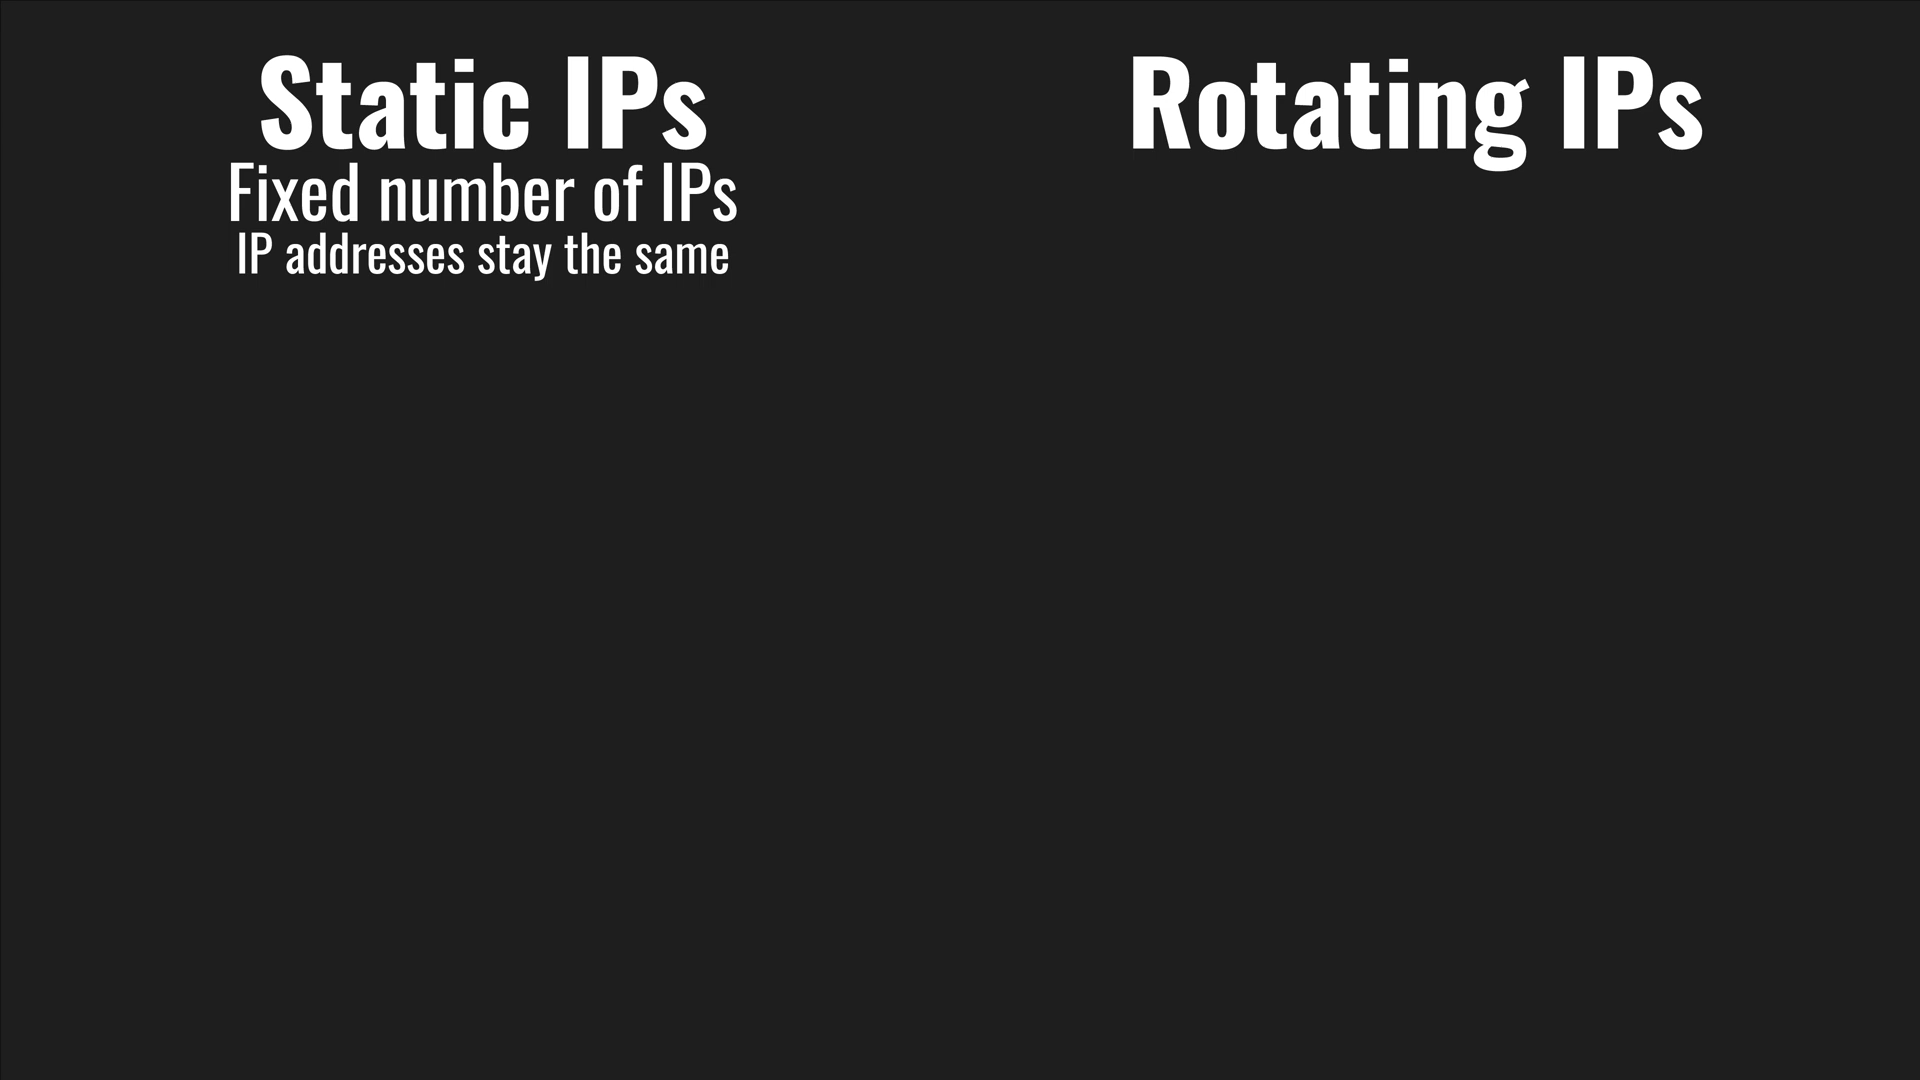 Static IPs
Fixed number of IPs
IP addresses stay the same
Rotating IPs